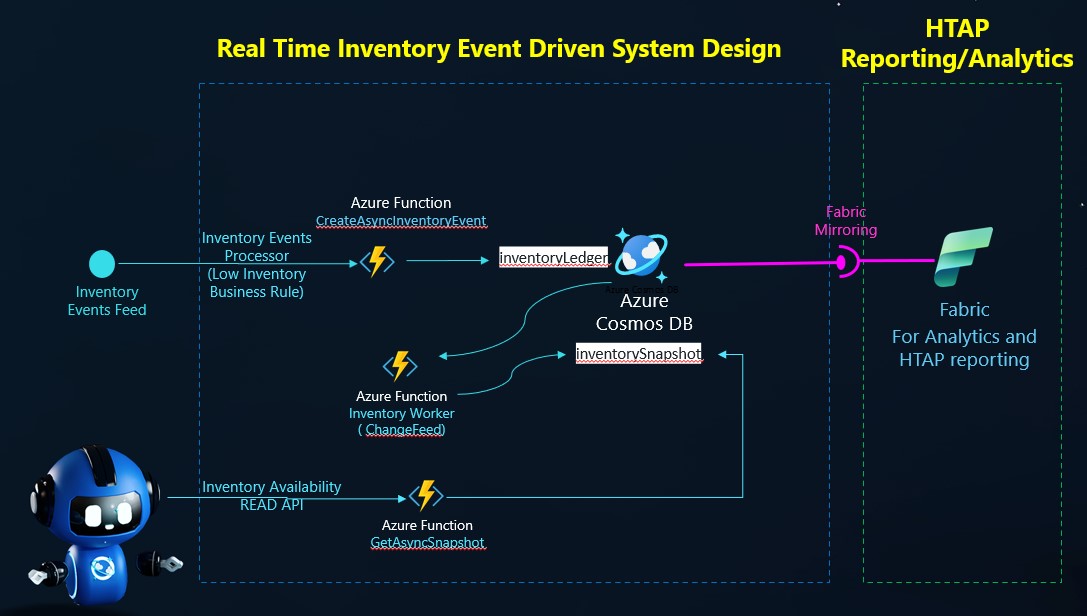 Real Time Inventory Event Driven System Design
HTAP
Reporting/Analytics
Azure Function
CreateAsyncInventoryEvent
Inventory Events
Processor
(Low Inventory
Business Rule)
Inventory
Events Feed
inventoryLedger
Azure Cosmos DB
Azure
Cosmos DB
inventorySnapshot
Fabric
Mirroring
Fabric
For Analytics and
HTAP reporting
Azure Function
Inventory Worker
( ChangeFeed)
Inventory Availability
READ API
Azure Function
GetAsyncSnapshot